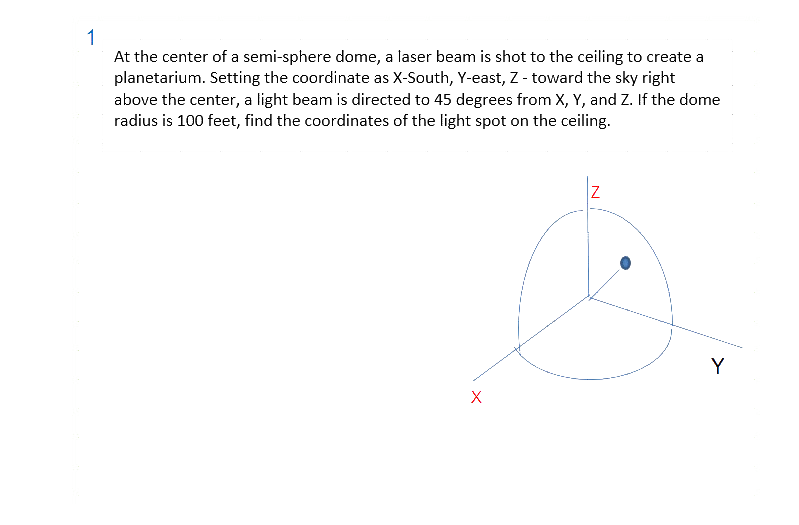 1
At the center of a semi-sphere dome, a laser beam is shot to the ceiling to create a
planetarium. Setting the coordinate as X-South, Y-east, Z - toward the sky right
above the center, a light beam is directed to 45 degrees from X, Y, and Z. If the dome
radius is 100 feet, find the coordinates of the light spot on the ceiling.
Z
Y
X